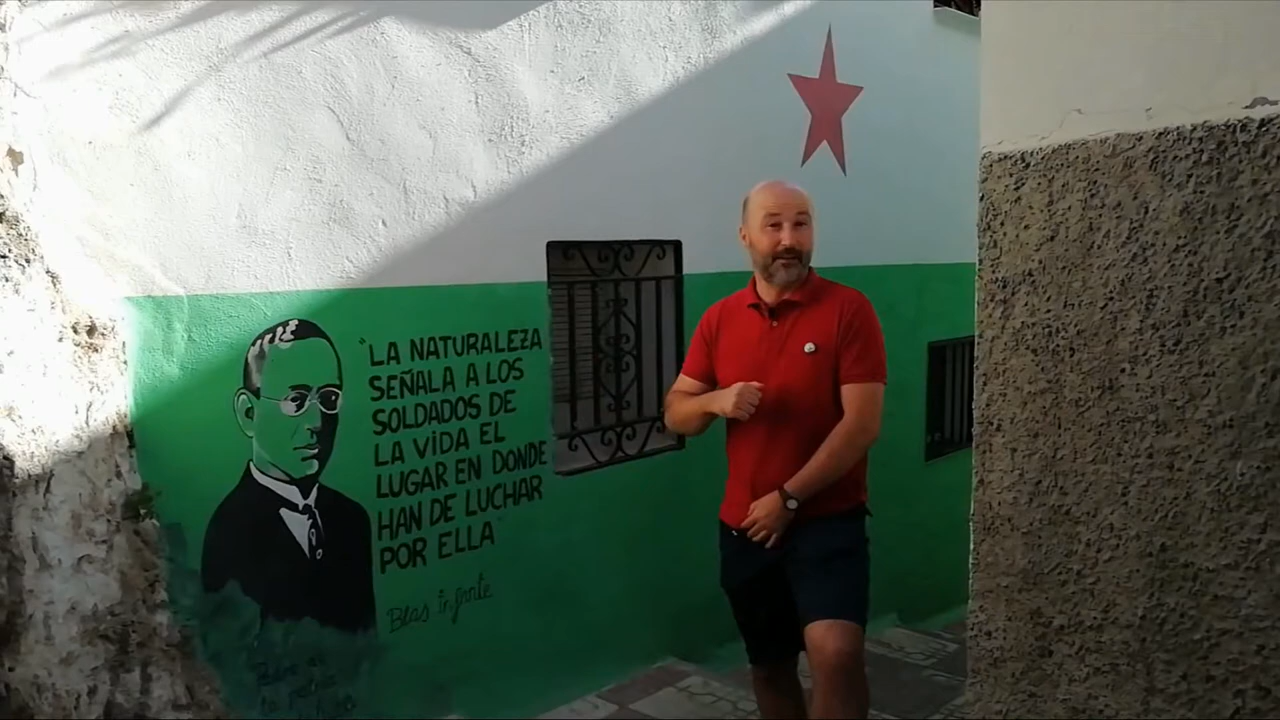 "LA NATURALEZA
SEÑALA A LOS
SOLDADOS DE
LA VIDA EL
LUGAR EN DONDE
HAN DE LUCHAR
POR ELLA"
Blas Infante